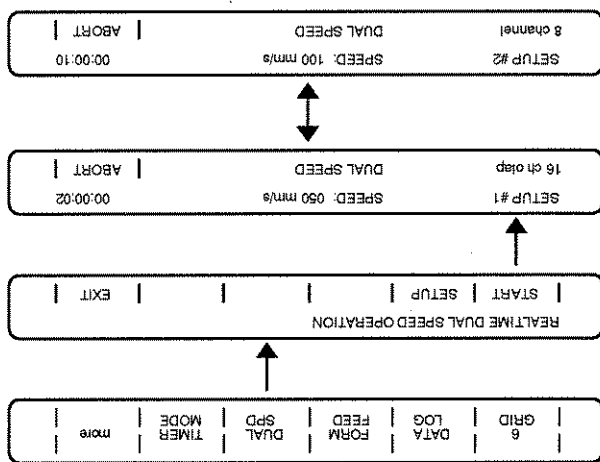 6 DATA FORM DUAL TIMER more
GRID LOG FEED SPD MODE
REALTIME DUAL SPEED OPERATION
START SETUP EXIT
SETUP #1 SPEED: 050 mm/s 00:00:02
16 ch olap DUAL SPEED ABORT
SETUP #2 SPEED: 100 mm/s 00:00:10
8 channel DUAL SPEED ABORT